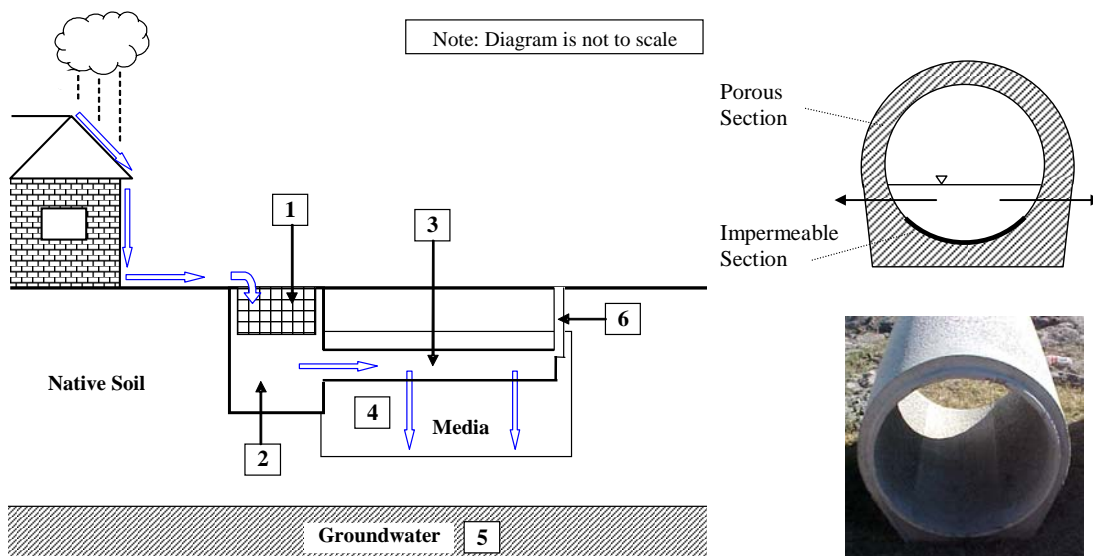 Note: Diagram is not to scale
Porous
Section
1
3
Impermeable
Section
6
Native Soil
4
Media
2
Groundwater
5